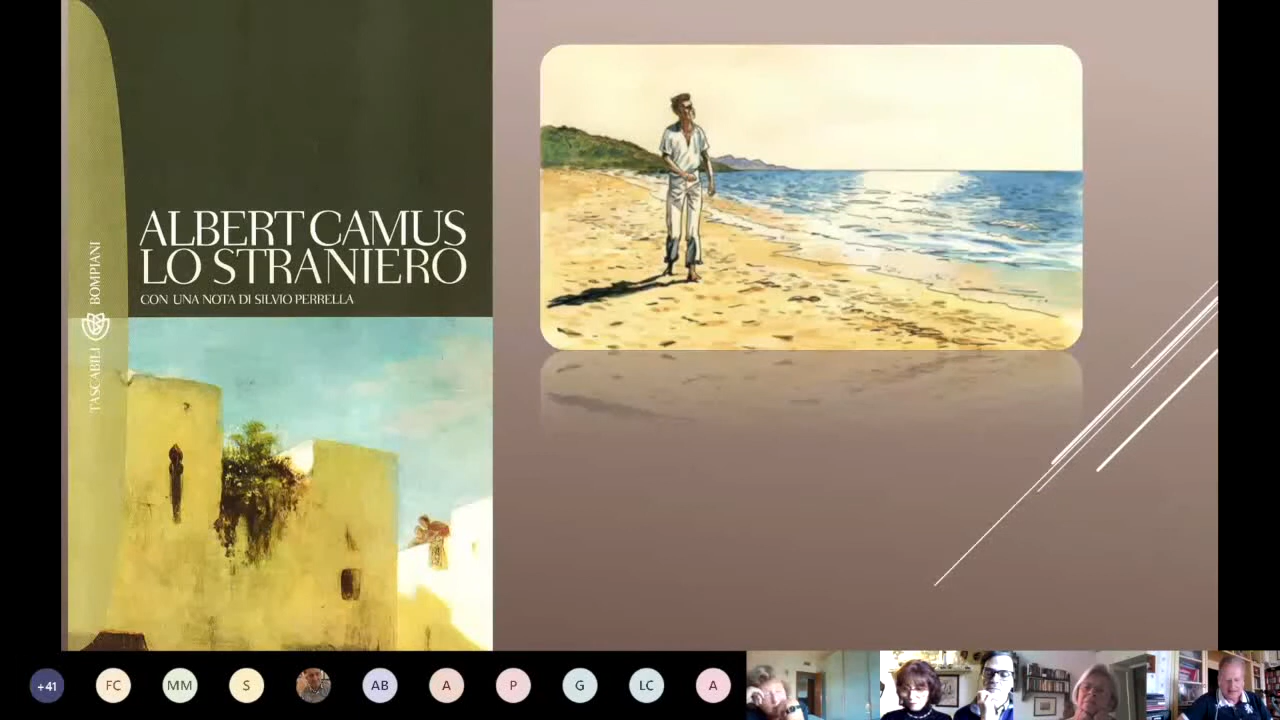 ALBERT CAMUS
LO STRANIERO
CON UNA NOTA DI SILVIO PERRELLA
TASCABILI BOMPIANI
+41
FC
MM
S
AB
A
P
G
LC
A